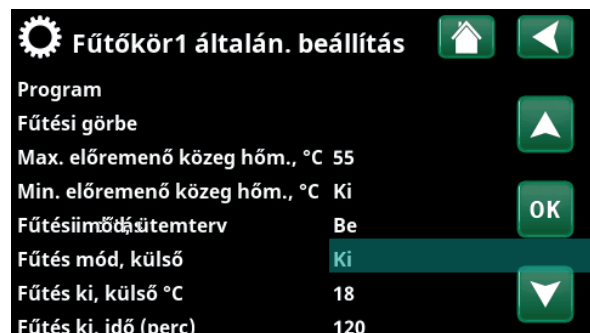 Fűtőkör1 általán. beállítás
Program
Fűtési görbe
Max. előremenő közeg hőm., °C 55
Min. előremenő közeg hőm., °C Ki
ütemterv Be
Fűtés mód, külső Ki
OK
Fűtés ki, külső °C 18
Fűtés ki, idő (perc) 120